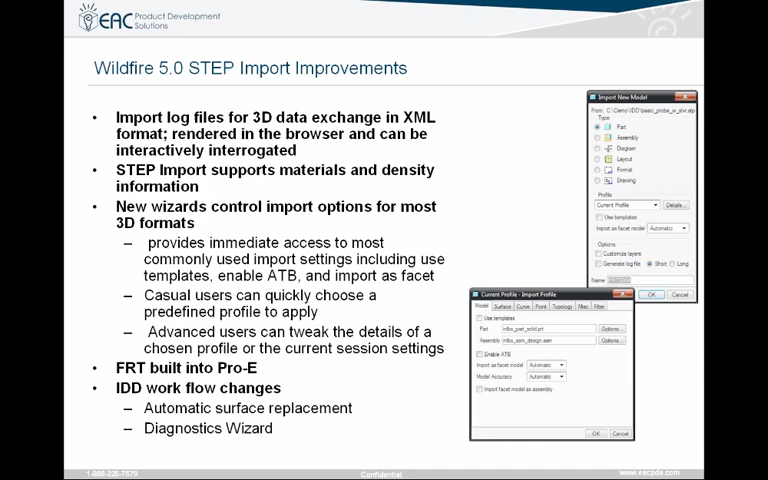 EAC Product Development
Solutions
Wildfire 5.0 STEP Import Improvements
• Import log files for 3D data exchange in XML
format; rendered in the browser and can be
interactively interrogated
• STEP Import supports materials and density
information
• New wizards control import options for most
3D formats
– provides immediate access to most
commonly used import settings including use
templates, enable ATB, and import as facet
– Casual users can quickly choose a
predefined profile to apply
– Advanced users can tweak the details of a
chosen profile or the current session settings
• FRT built into Pro-E
• IDD work flow changes
– Automatic surface replacement
– Diagnostics Wizard
Import New Model
Type
Part
Assembly
Diagram
Layout
Format
Drawing
Profile
Current Profile Details...
Use templates
Import as facet model Automatic
Options
Customize layers
Generate log file Short Long
Name
OK Cancel
Current Profile - Import Profile
Model Surface Curve Point Topology Misc Filter
Use templates
Part inlbs_part_solid.prt Options...
Assembly inlbs_asm_design.asm Options...
Enable ATB
Import as facet model Automatic
Model Accuracy Automatic
Import facet model as assembly
OK Cancel
1-888-225-7579 Confidential www.eacpds.com